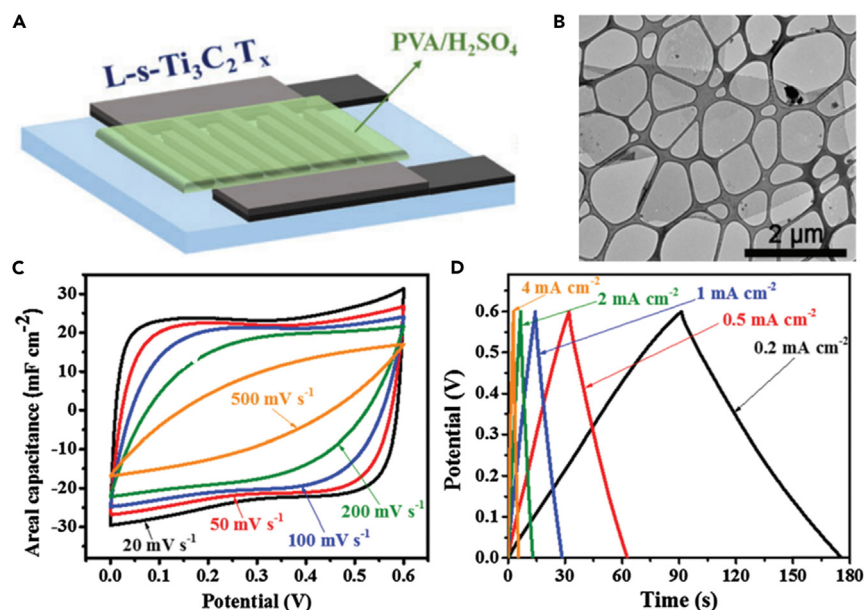 A
L-s-Ti₃C₂Tₓ
PVA/H₂SO₄
B
2 μm
C
Areal capacitance (mF cm⁻²)
30
20
10
0
-10
-20
-30
500 mV s⁻¹
200 mV s⁻¹
100 mV s⁻¹
50 mV s⁻¹
20 mV s⁻¹
0.0 0.1 0.2 0.3 0.4 0.5 0.6
Potential (V)
D
Potential (V)
0.6
0.5
0.4
0.3
0.2
0.1
0.0
4 mA cm⁻²
2 mA cm⁻²
1 mA cm⁻²
0.5 mA cm⁻²
0.2 mA cm⁻²
0 30 60 90 120 150 180
Time (s)